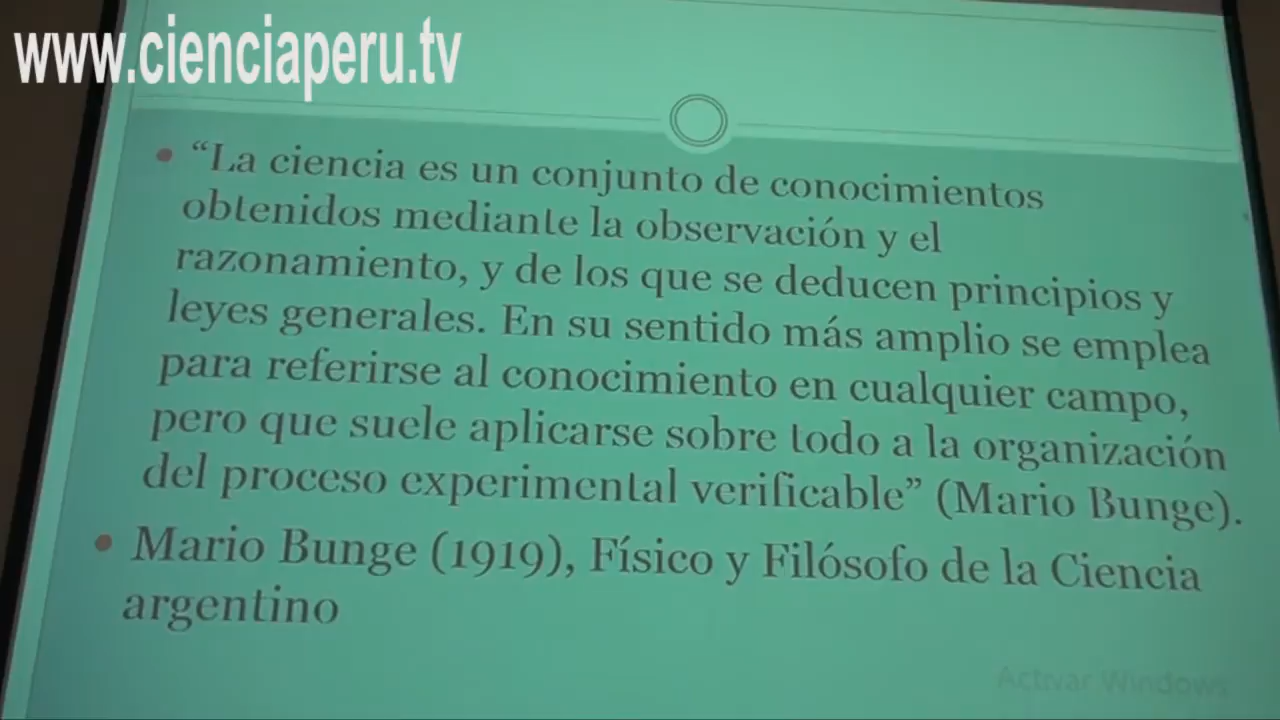 www.cienciaperu.tv
• “La ciencia es un conjunto de conocimientos
obtenidos mediante la observación y el
razonamiento, y de los que se deducen principios y
leyes generales. En su sentido más amplio se emplea
para referirse al conocimiento en cualquier campo,
pero que suele aplicarse sobre todo a la organización
del proceso experimental verificable” (Mario Bunge).
• Mario Bunge (1919), Físico y Filósofo de la Ciencia
argentino
Activar Windows